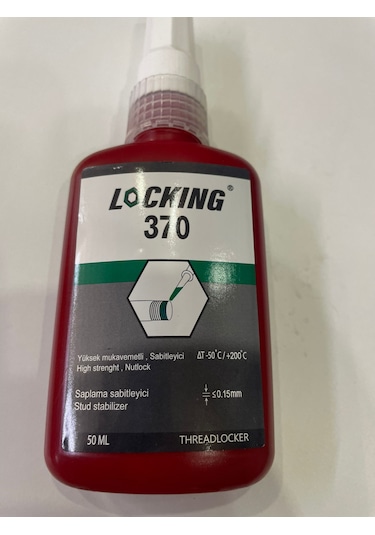 LOCKING®
370
Yüksek mukavemetli , Sabitleyici
High strenght , Nutlock
ΔT -50°C / +200°C
Saplama sabitleyici
Stud stabilizer
≤0.15mm
50 ML
THREADLOCKER